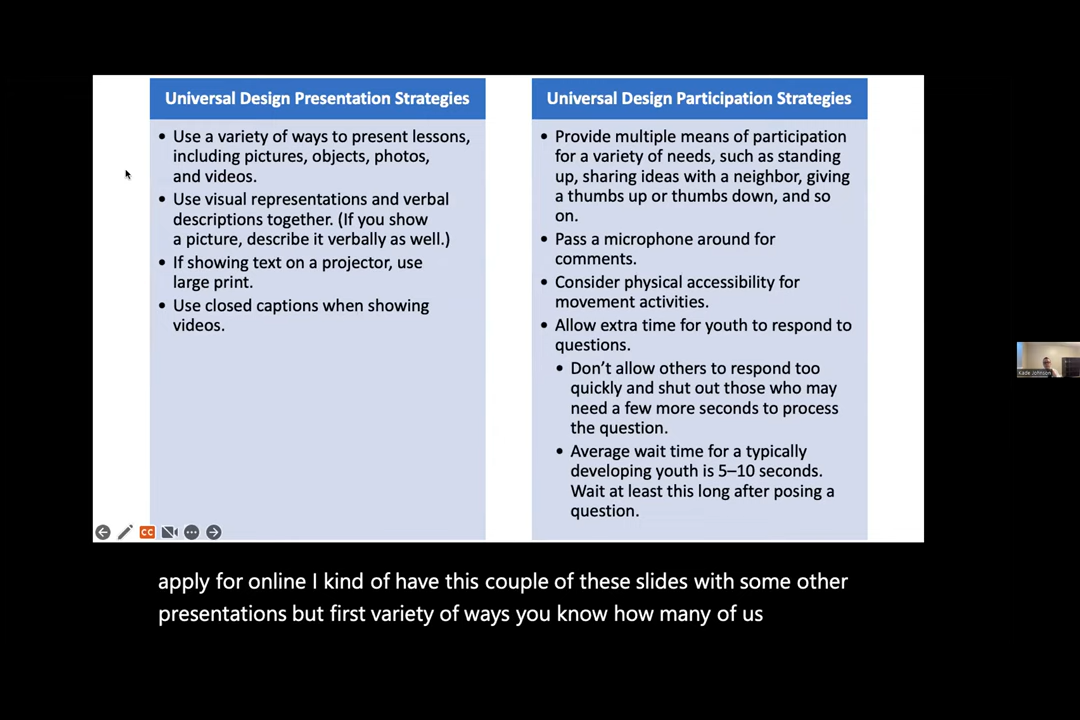 Universal Design Presentation Strategies
• Use a variety of ways to present lessons,
including pictures, objects, photos,
and videos.
• Use visual representations and verbal
descriptions together. (If you show
a picture, describe it verbally as well.)
• If showing text on a projector, use
large print.
• Use closed captions when showing
videos.
Universal Design Participation Strategies
• Provide multiple means of participation
for a variety of needs, such as standing
up, sharing ideas with a neighbor, giving
a thumbs up or thumbs down, and so
on.
• Pass a microphone around for
comments.
• Consider physical accessibility for
movement activities.
• Allow extra time for youth to respond to
questions.
• Don’t allow others to respond too
quickly and shut out those who may
need a few more seconds to process
the question.
• Average wait time for a typically
developing youth is 5–10 seconds.
Wait at least this long after posing a
question.
CC
apply for online I kind of have this couple of these slides with some other
presentations but first variety of ways you know how many of us
Kade Johnson